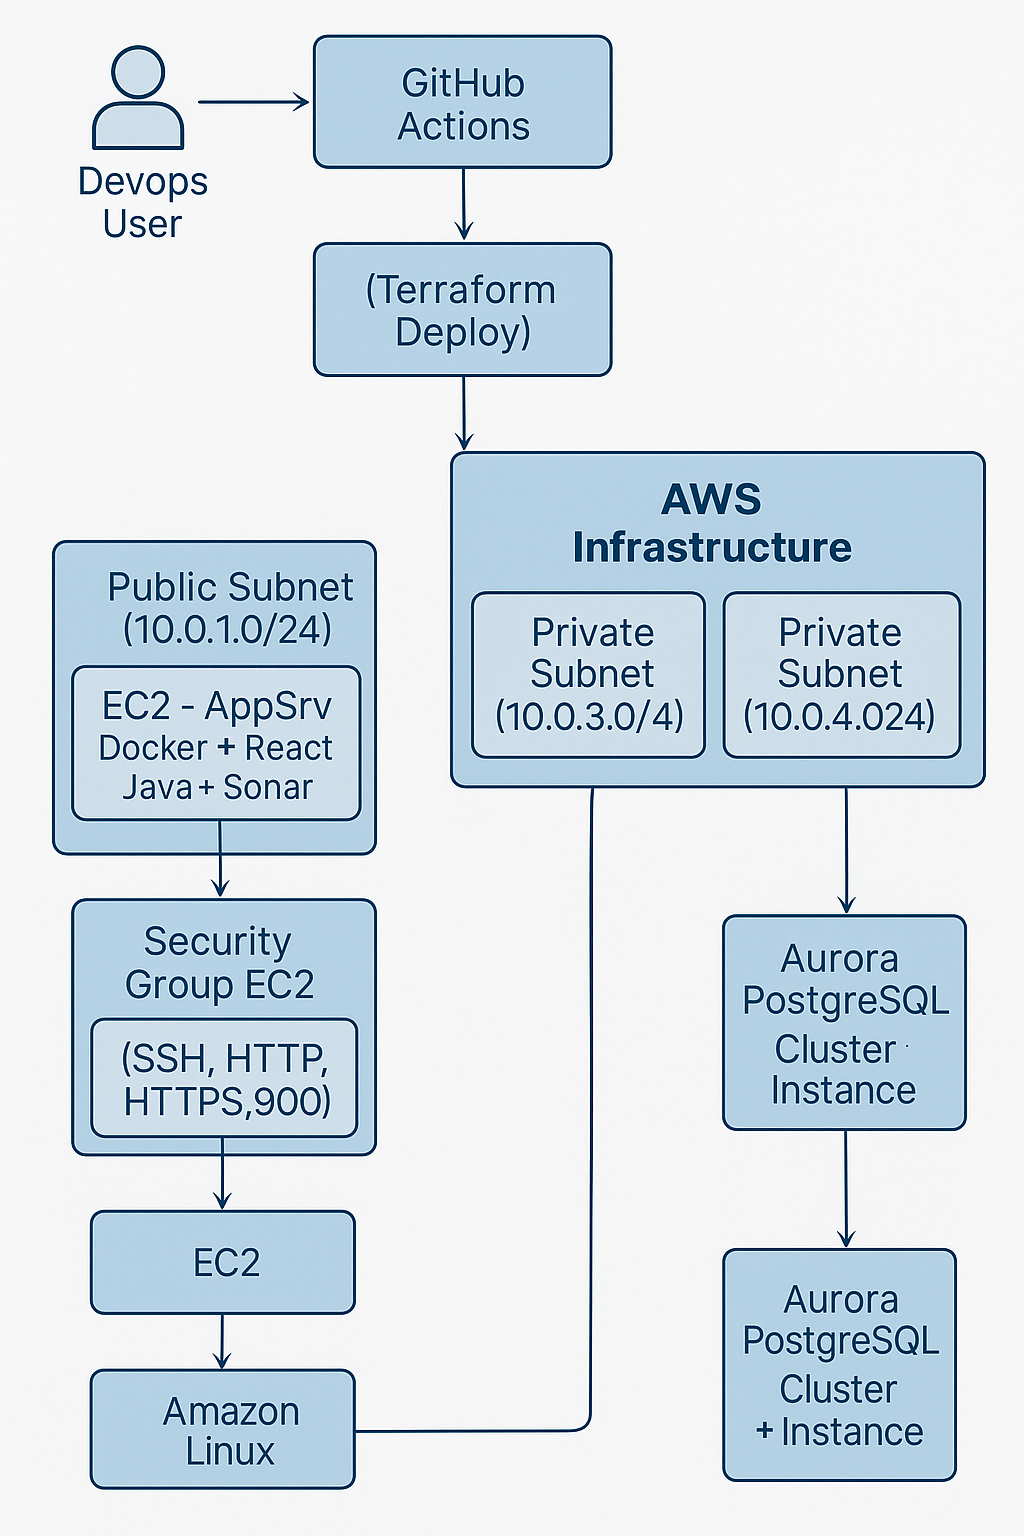 GitHub
Actions
Devops
User
(Terraform
Deploy)
AWS
Infrastructure
Private
Subnet
(10.0.3.0/4)
Private
Subnet
(10.0.4.024)
Public Subnet
(10.0.1.0/24)
EC2 - AppSrv
Docker + React
Java + Sonar
Security
Group EC2
(SSH, HTTP,
HTTPS,900)
EC2
Amazon
Linux
Aurora
PostgreSQL
Cluster ·
Instance
Aurora
PostgreSQL
Cluster
+ Instance